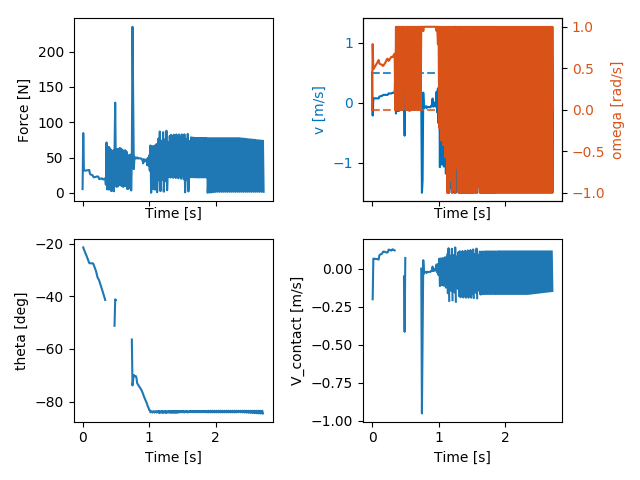 Force [N]
200
150
100
50
0
Time [s]
v [m/s]
1
0
−1
Time [s]
1.0
0.5
0.0
−0.5
−1.0
omega [rad/s]
theta [deg]
−20
−40
−60
−80
0 1 2
Time [s]
V_contact [m/s]
0.00
−0.25
−0.50
−0.75
−1.00
0 1 2
Time [s]